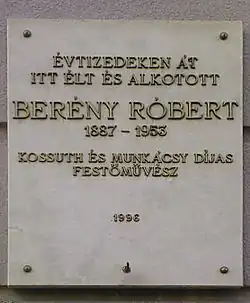 ÉVTIZEDEKEN ÁT
ITT ÉLT ÉS ALKOTOTT
BERÉNY RÓBERT
1887 - 1953
KOSSUTH ÉS MUNKÁCSY DÍJAS
FESTŐMŰVÉSZ
1996